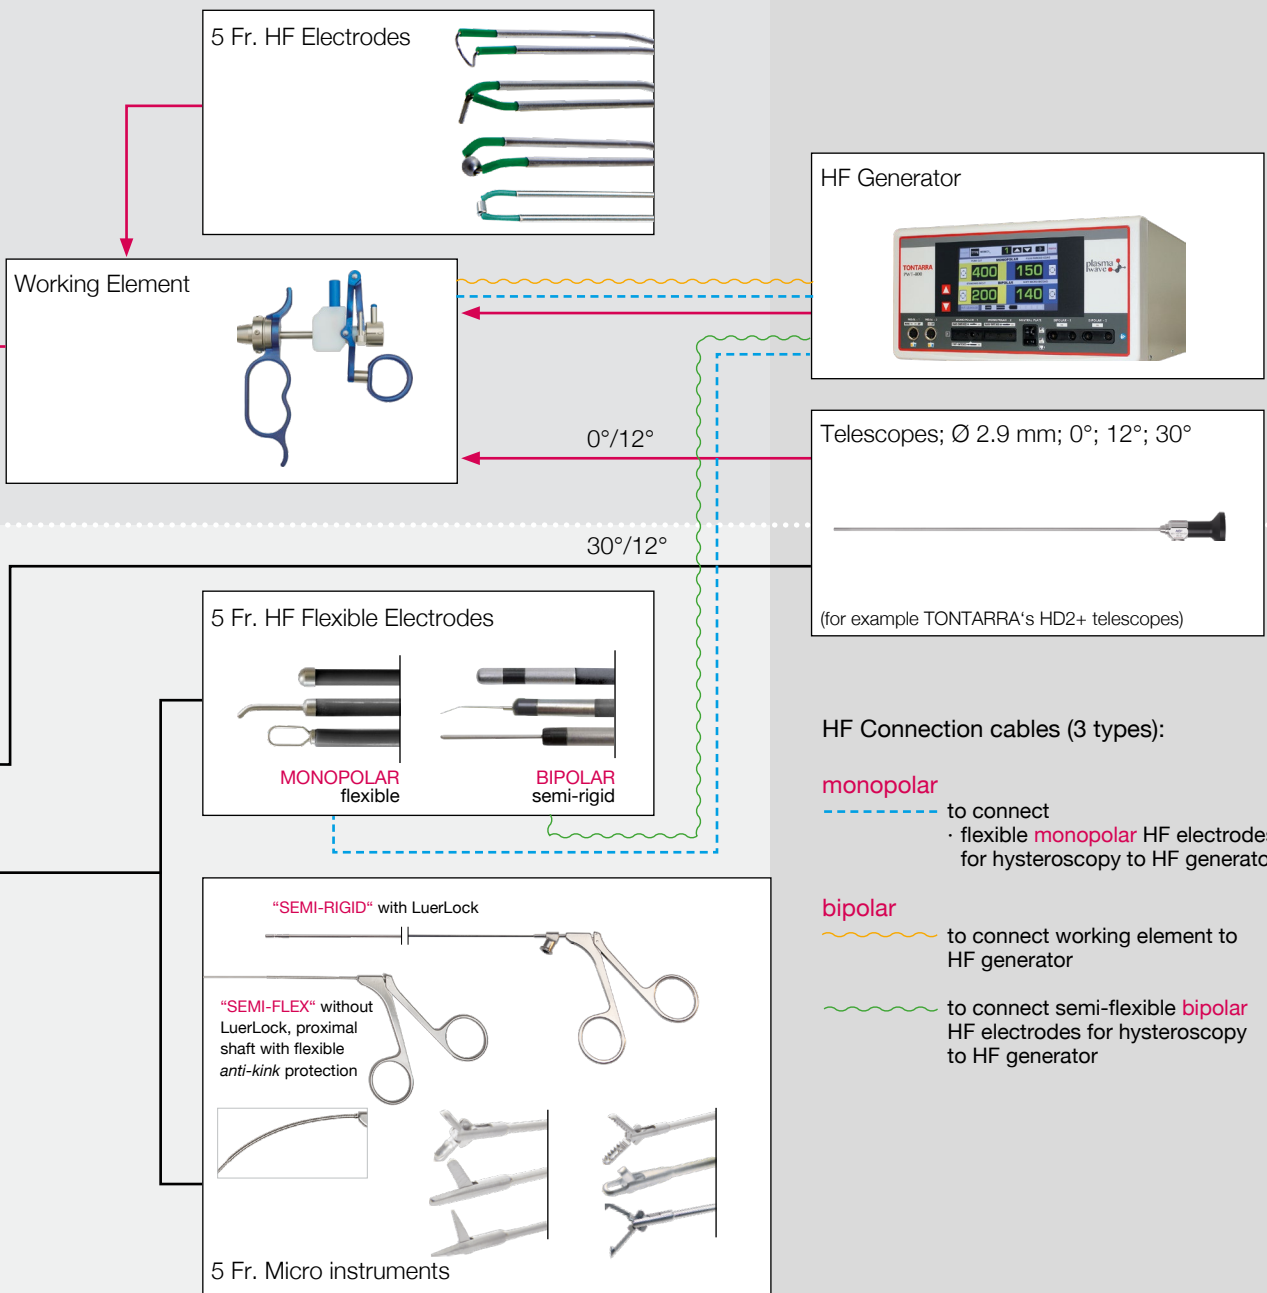 5 Fr. HF Electrodes
HF Generator
TONTARRA
plasma
wave
MONOPOLAR
400
150
BIPOLAR
200
140
Working Element
0°/12°
Telescopes; Ø 2.9 mm; 0°; 12°; 30°
(for example TONTARRA‘s HD2+ telescopes)
30°/12°
5 Fr. HF Flexible Electrodes
MONOPOLAR
flexible
BIPOLAR
semi-rigid
HF Connection cables (3 types):
monopolar
to connect
· flexible monopolar HF electrodes
for hysteroscopy to HF generato
bipolar
to connect working element to
HF generator
to connect semi-flexible bipolar
HF electrodes for hysteroscopy
to HF generator
“SEMI-RIGID“ with LuerLock
“SEMI-FLEX“ without
LuerLock, proximal
shaft with flexible
anti-kink protection
5 Fr. Micro instruments